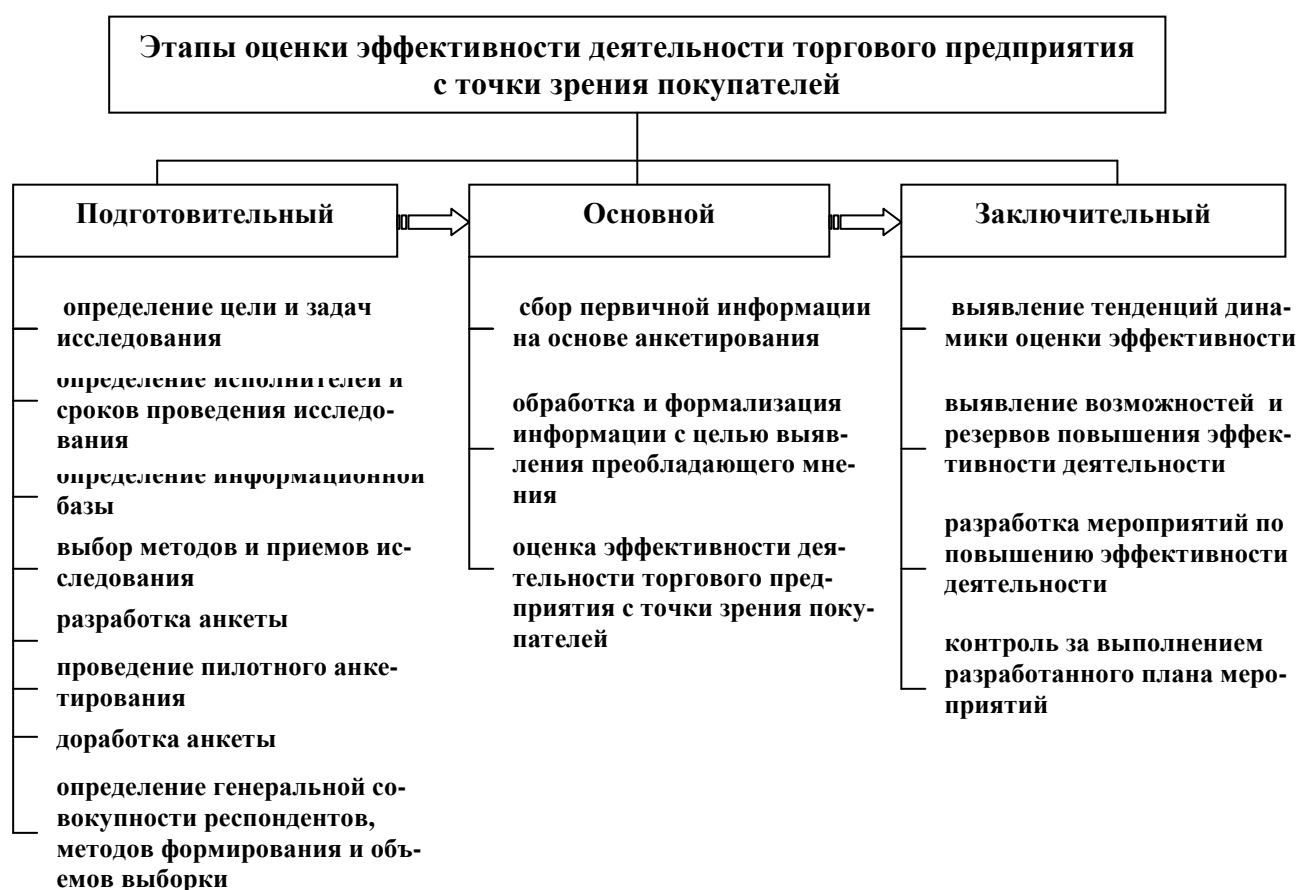 Этапы оценки эффективности деятельности торгового предприятия
с точки зрения покупателей
Подготовительный
определение цели и задач
исследования
определение исполнителей и
сроков проведения исследо-
вания
определение информационной
базы
выбор методов и приемов ис-
следования
разработка анкеты
проведение пилотного анке-
тирования
доработка анкеты
определение генеральной со-
вокупности респондентов,
методов формирования и объ-
емов выборки
Основной
сбор первичной информации
на основе анкетирования
обработка и формализация
информации с целью выяв-
ления преобладающего мне-
ния
оценка эффективности дея-
тельности торгового пред-
приятия с точки зрения поку-
пателей
Заключительный
выявление тенденций дина-
мики оценки эффективности
выявление возможностей и
резервов повышения эффек-
тивности деятельности
разработка мероприятий по
повышению эффективности
деятельности
контроль за выполнением
разработанного плана меро-
приятий